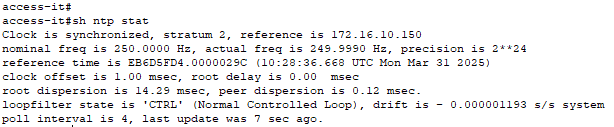 access-it#
access-it#sh ntp stat
Clock is synchronized, stratum 2, reference is 172.16.10.150
nominal freq is 250.0000 Hz, actual freq is 249.9990 Hz, precision is 2**24
reference time is EB6D5FD4.0000029C (10:28:36.668 UTC Mon Mar 31 2025)
clock offset is 1.00 msec, root delay is 0.00  msec
root dispersion is 14.29 msec, peer dispersion is 0.12 msec.
loopfilter state is 'CTRL' (Normal Controlled Loop), drift is - 0.000001193 s/s system
poll interval is 4, last update was 7 sec ago.